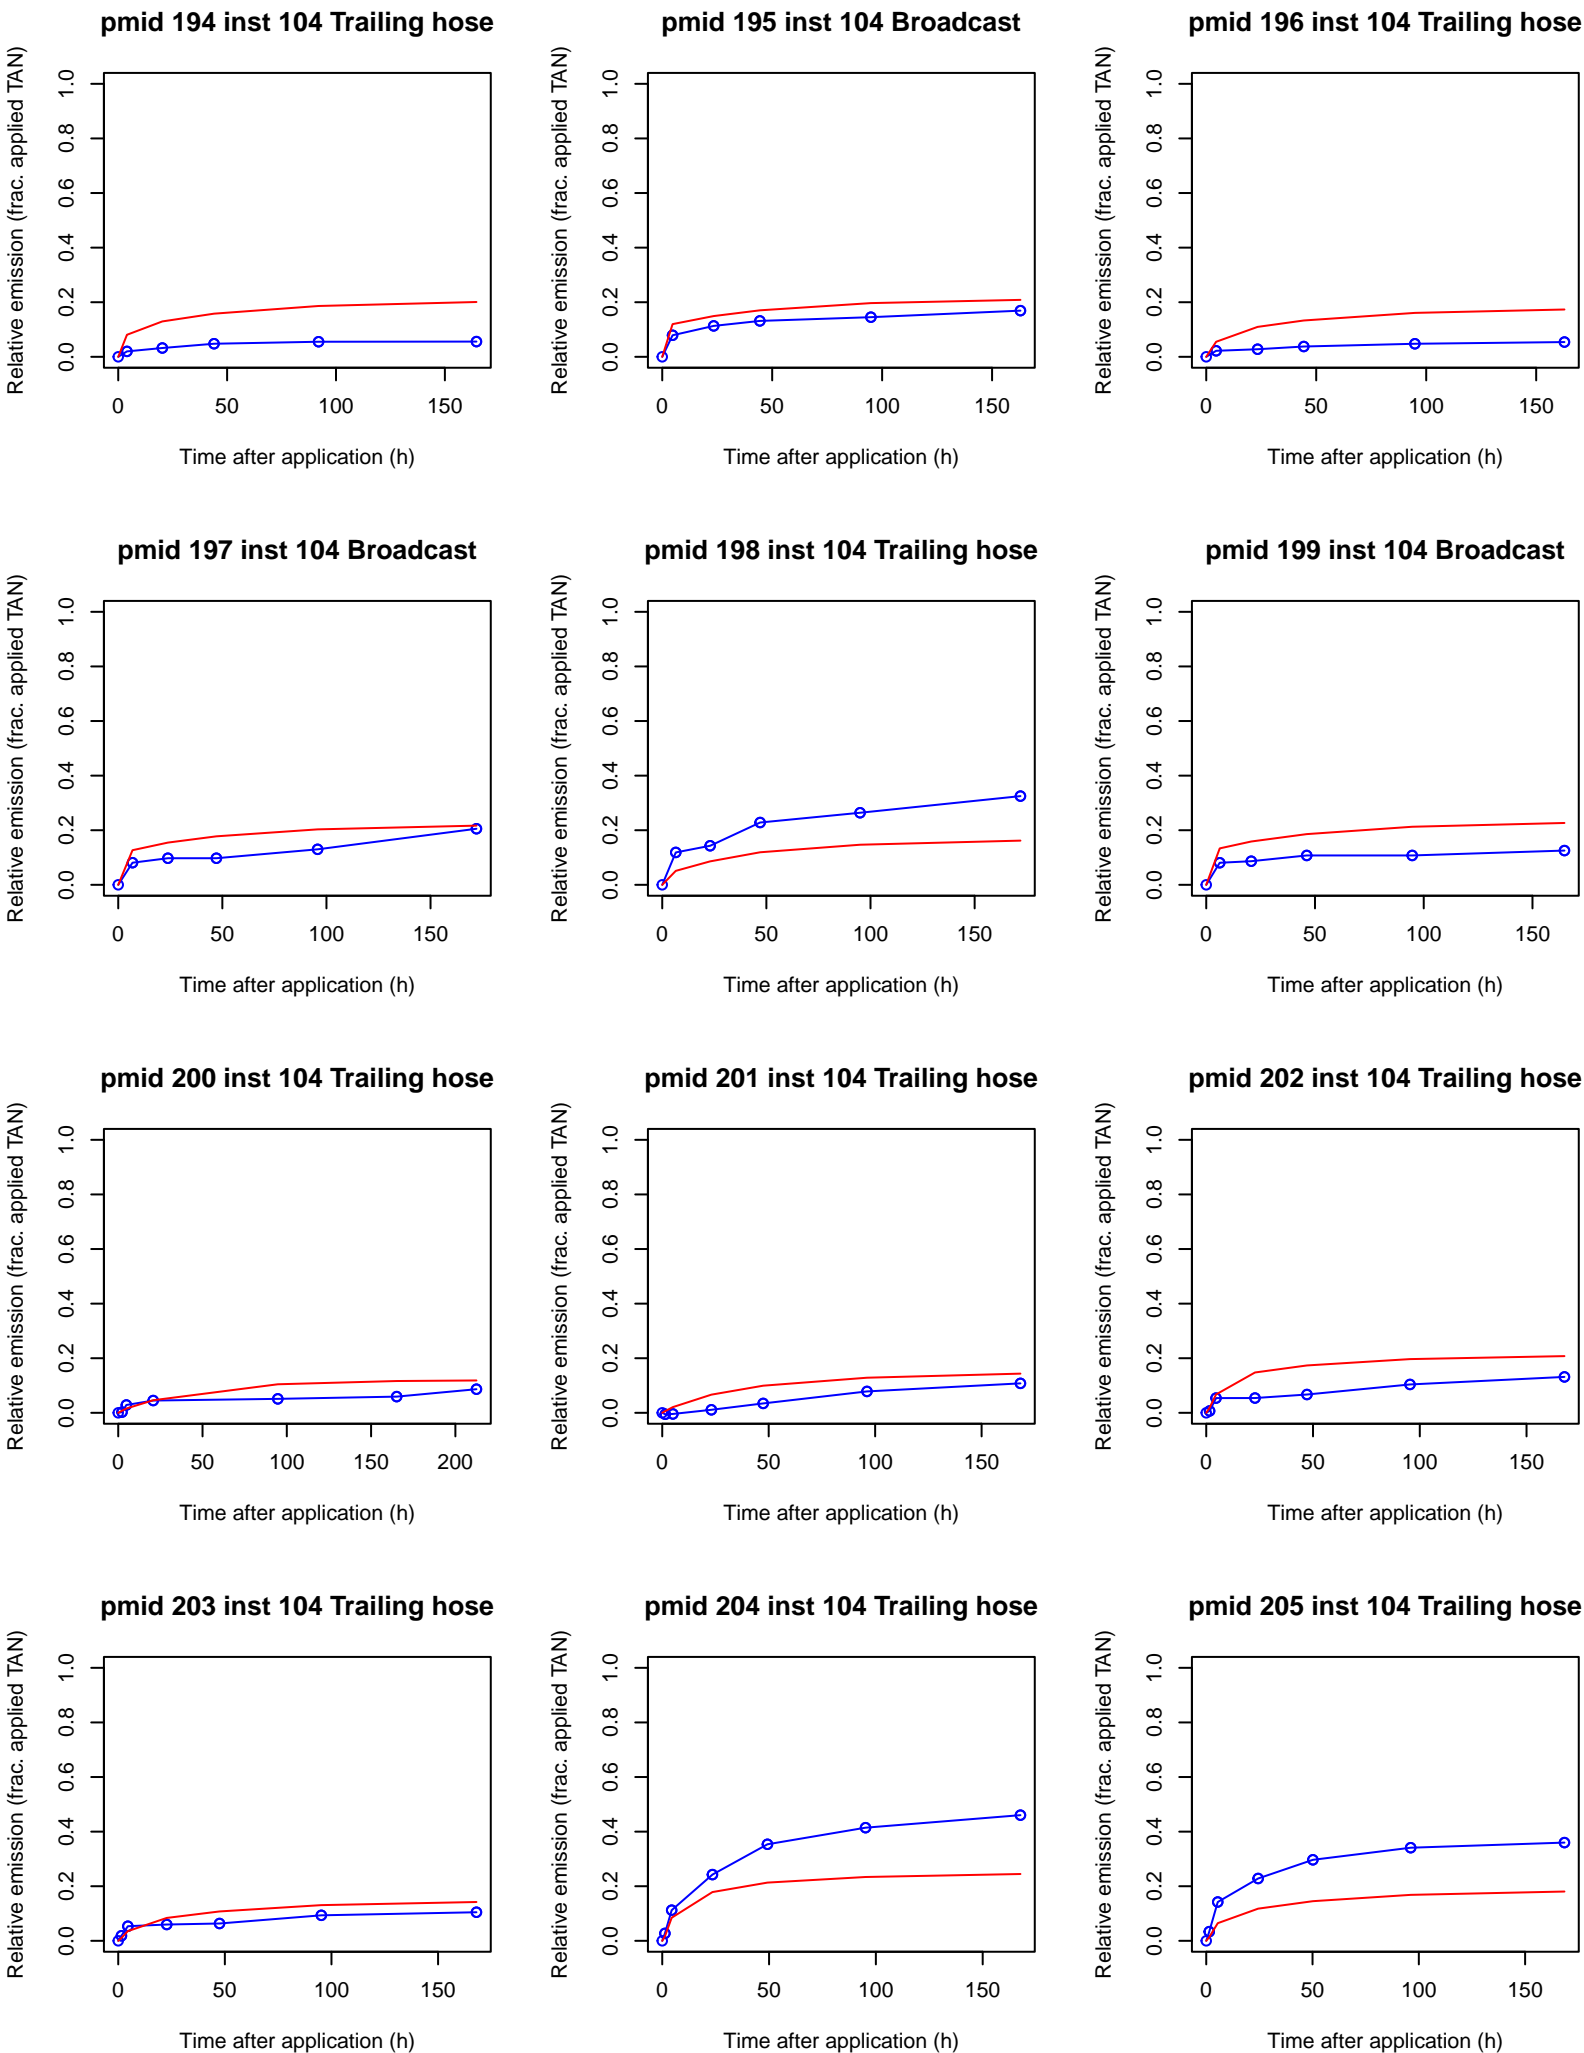 pmid 194 inst 104 Trailing hose
Relative emission (frac. applied TAN)
0.0 0.2 0.4 0.6 0.8 1.0
0 50 100 150
Time after application (h)
pmid 195 inst 104 Broadcast
Relative emission (frac. applied TAN)
0.0 0.2 0.4 0.6 0.8 1.0
0 50 100 150
Time after application (h)
pmid 196 inst 104 Trailing hose
Relative emission (frac. applied TAN)
0.0 0.2 0.4 0.6 0.8 1.0
0 50 100 150
Time after application (h)
pmid 197 inst 104 Broadcast
Relative emission (frac. applied TAN)
0.0 0.2 0.4 0.6 0.8 1.0
0 50 100 150
Time after application (h)
pmid 198 inst 104 Trailing hose
Relative emission (frac. applied TAN)
0.0 0.2 0.4 0.6 0.8 1.0
0 50 100 150
Time after application (h)
pmid 199 inst 104 Broadcast
Relative emission (frac. applied TAN)
0.0 0.2 0.4 0.6 0.8 1.0
0 50 100 150
Time after application (h)
pmid 200 inst 104 Trailing hose
Relative emission (frac. applied TAN)
0.0 0.2 0.4 0.6 0.8 1.0
0 50 100 150 200
Time after application (h)
pmid 201 inst 104 Trailing hose
Relative emission (frac. applied TAN)
0.0 0.2 0.4 0.6 0.8 1.0
0 50 100 150
Time after application (h)
pmid 202 inst 104 Trailing hose
Relative emission (frac. applied TAN)
0.0 0.2 0.4 0.6 0.8 1.0
0 50 100 150
Time after application (h)
pmid 203 inst 104 Trailing hose
Relative emission (frac. applied TAN)
0.0 0.2 0.4 0.6 0.8 1.0
0 50 100 150
Time after application (h)
pmid 204 inst 104 Trailing hose
Relative emission (frac. applied TAN)
0.0 0.2 0.4 0.6 0.8 1.0
0 50 100 150
Time after application (h)
pmid 205 inst 104 Trailing hose
Relative emission (frac. applied TAN)
0.0 0.2 0.4 0.6 0.8 1.0
0 50 100 150
Time after application (h)